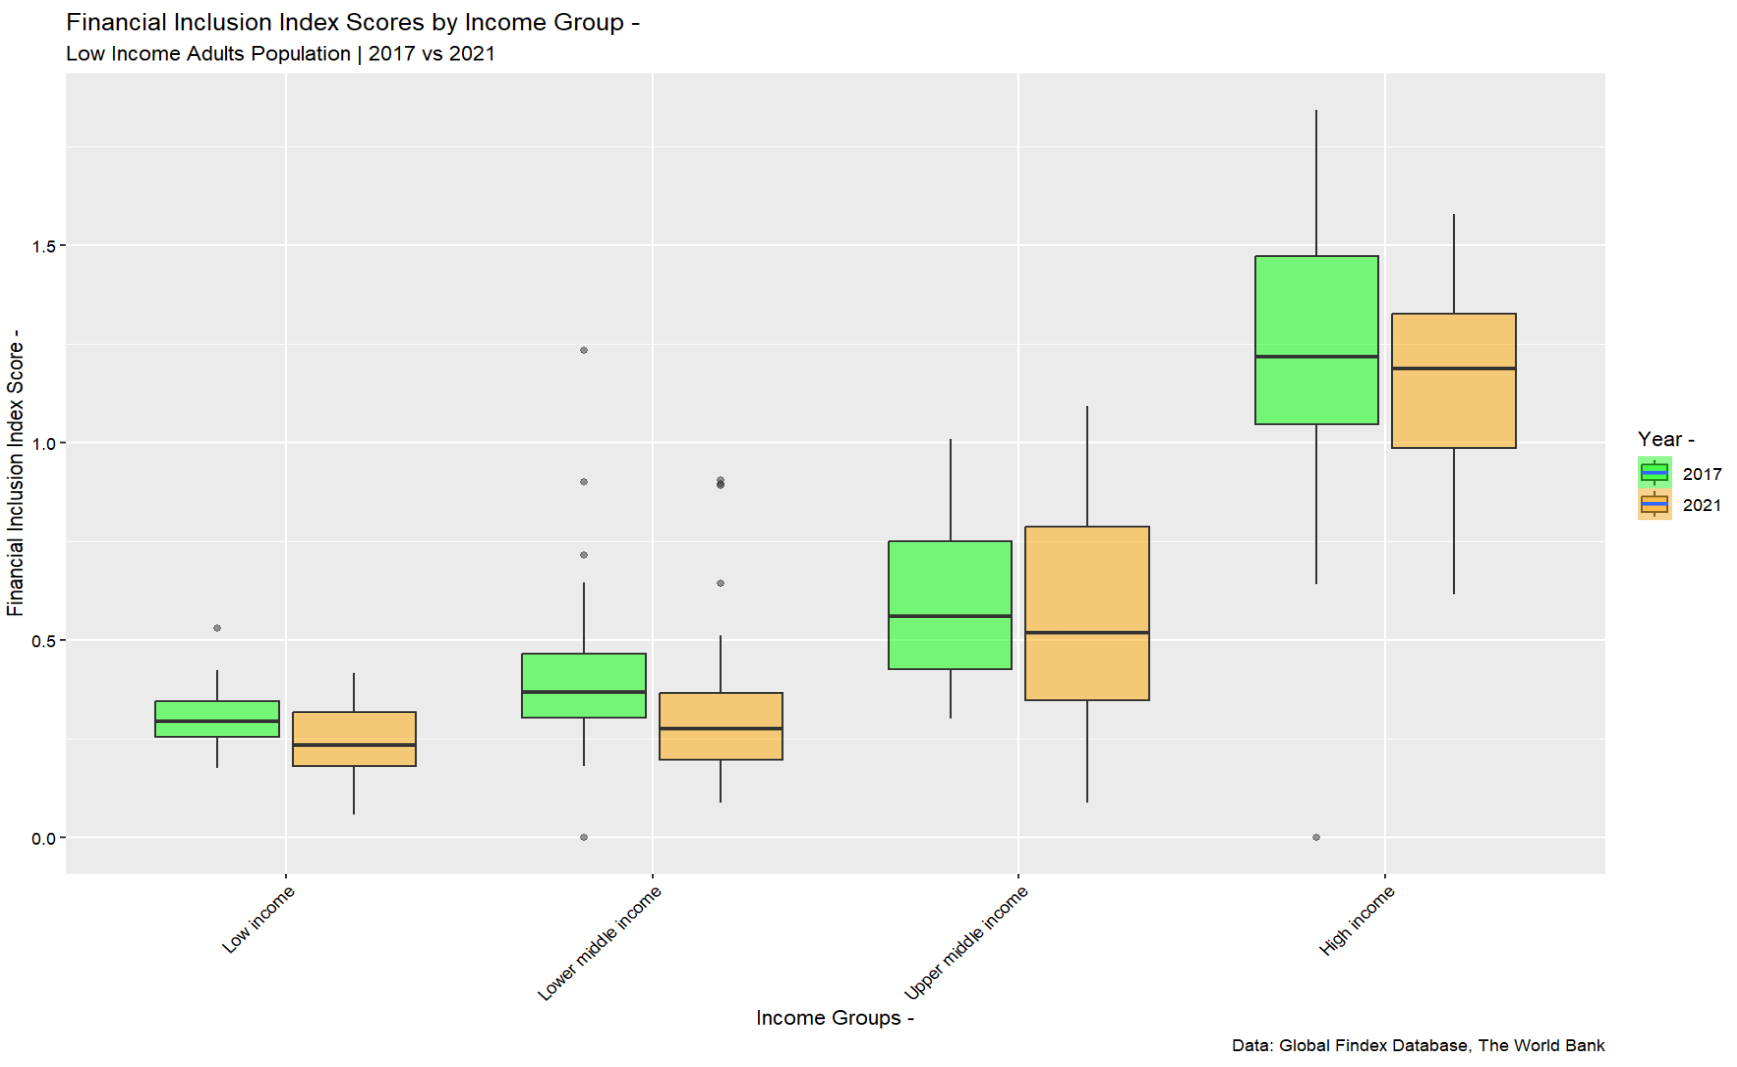 Financial Inclusion Index Scores by Income Group -
Low Income Adults Population | 2017 vs 2021
Financial Inclusion Index Score -
1.5
1.0
0.5
0.0
Low income
Lower middle income
Upper middle income
High income
Income Groups -
Year -
2017
2021
Data: Global Findex Database, The World Bank